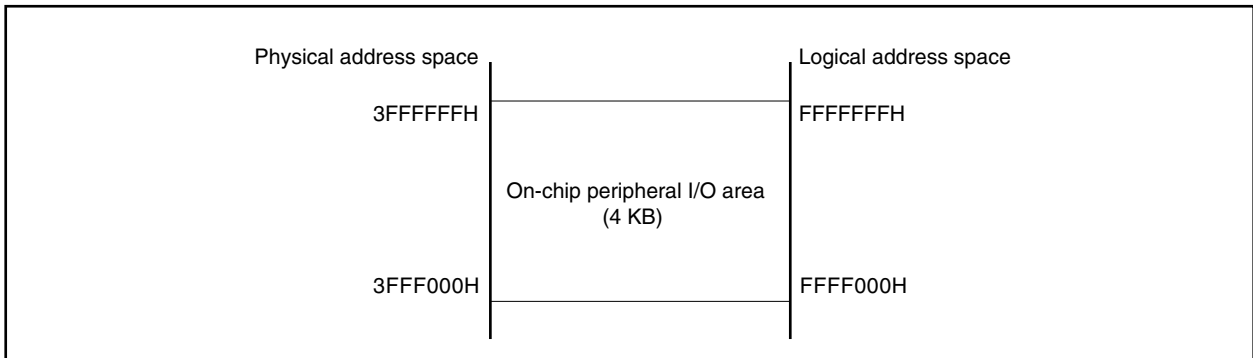 Physical address space
Logical address space
3FFFFFFH
FFFFFFFH
On-chip peripheral I/O area
(4 KB)
3FFF000H
FFFF000H